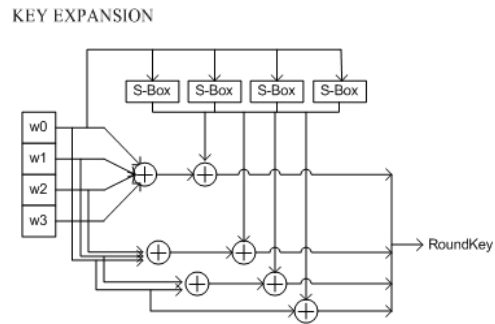 KEY EXPANSION
S-Box S-Box S-Box S-Box
w0
w1
w2
w3
RoundKey